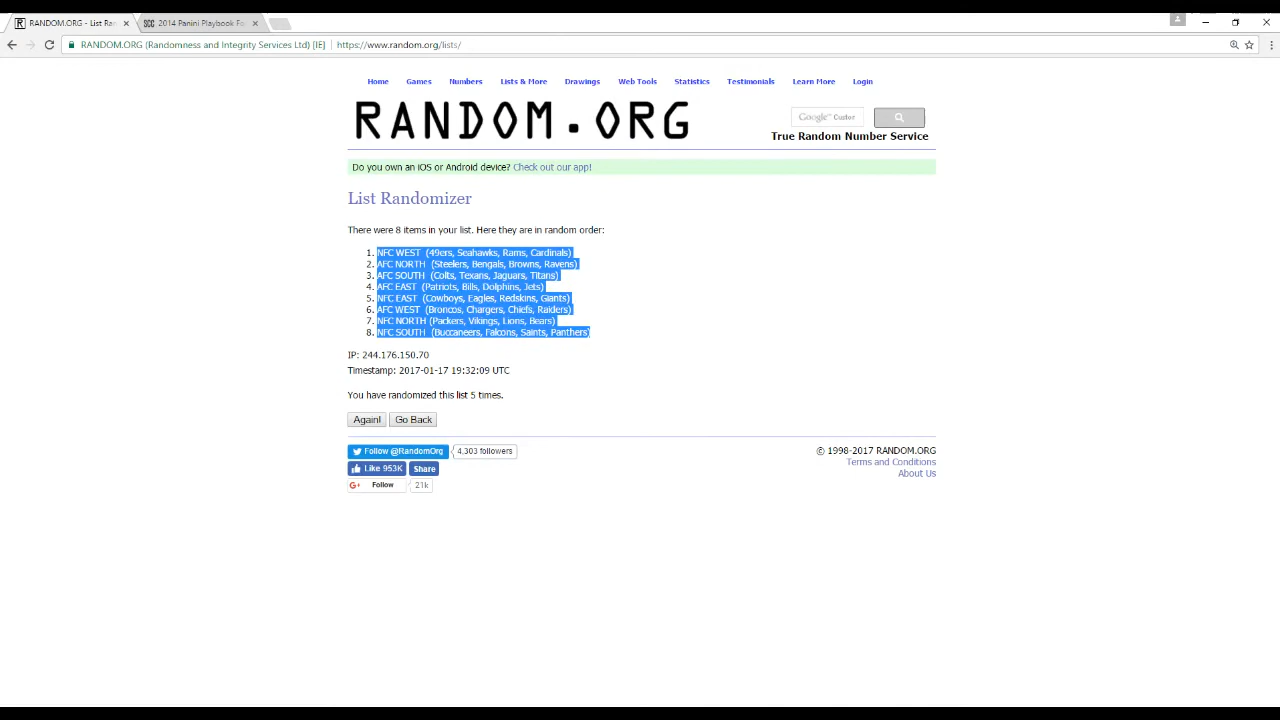 RANDOM.ORG - List Ra
2014 Panini Playbook Fo
RANDOM.ORG (Randomness and Integrity Services Ltd) [IE] | https://www.random.org/lists/
Home Games Numbers Lists & More Drawings Web Tools Statistics Testimonials Learn More Login
RANDOM.ORG
Google™ Custor
True Random Number Service
Do you own an iOS or Android device? Check out our app!
List Randomizer
There were 8 items in your list. Here they are in random order:
1. NFC WEST (49ers, Seahawks, Rams, Cardinals)
2. AFC NORTH (Steelers, Bengals, Browns, Ravens)
3. AFC SOUTH (Colts, Texans, Jaguars, Titans)
4. AFC EAST (Patriots, Bills, Dolphins, Jets)
5. NFC EAST (Cowboys, Eagles, Redskins, Giants)
6. AFC WEST (Broncos, Chargers, Chiefs, Raiders)
7. NFC NORTH (Packers, Vikings, Lions, Bears)
8. NFC SOUTH (Buccaneers, Falcons, Saints, Panthers)
IP: 244.176.150.70
Timestamp: 2017-01-17 19:32:09 UTC
You have randomized this list 5 times.
Again! Go Back
Follow @RandomOrg 4,303 followers
Like 953K Share
G+ Follow 21k
© 1998-2017 RANDOM.ORG
Terms and Conditions
About Us